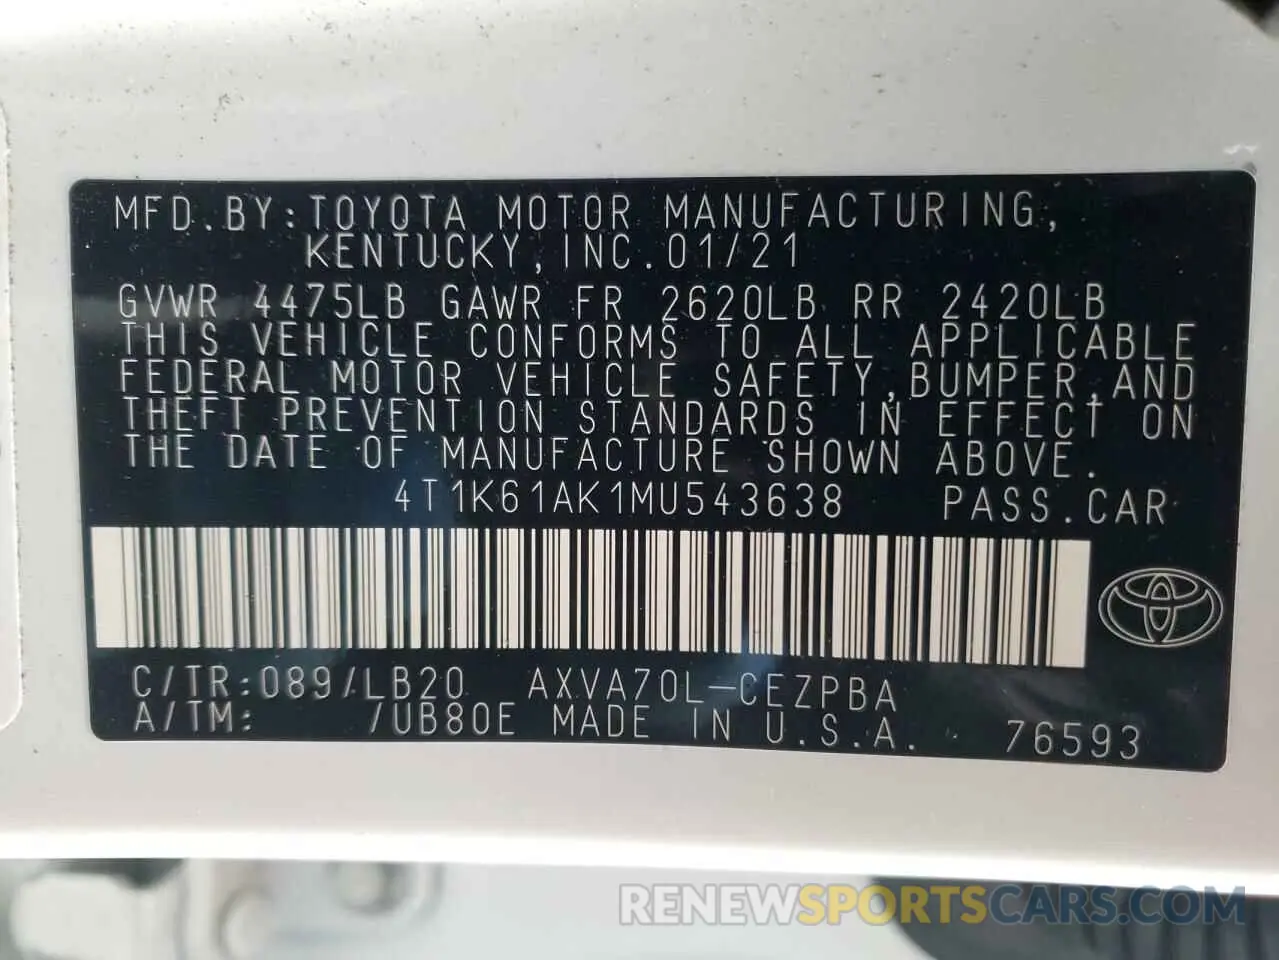 MFD.BY:TOYOTA MOTOR MANUFACTURING,
KENTUCKY,INC.01/21
GVWR 4475LB GAWR FR 2620LB RR 2420LB
THIS VEHICLE CONFORMS TO ALL APPLICABLE
FEDERAL MOTOR VEHICLE SAFETY,BUMPER,AND
THEFT PREVENTION STANDARDS IN EFFECT ON
THE DATE OF MANUFACTURE SHOWN ABOVE.
4T1K61AK1MU543638 PASS.CAR
C/TR:089/LB20 AXVA70L-CEZPBA
A/TM: /UB80E MADE IN U.S.A. 76593
RENEWSPORTSCARS.COM